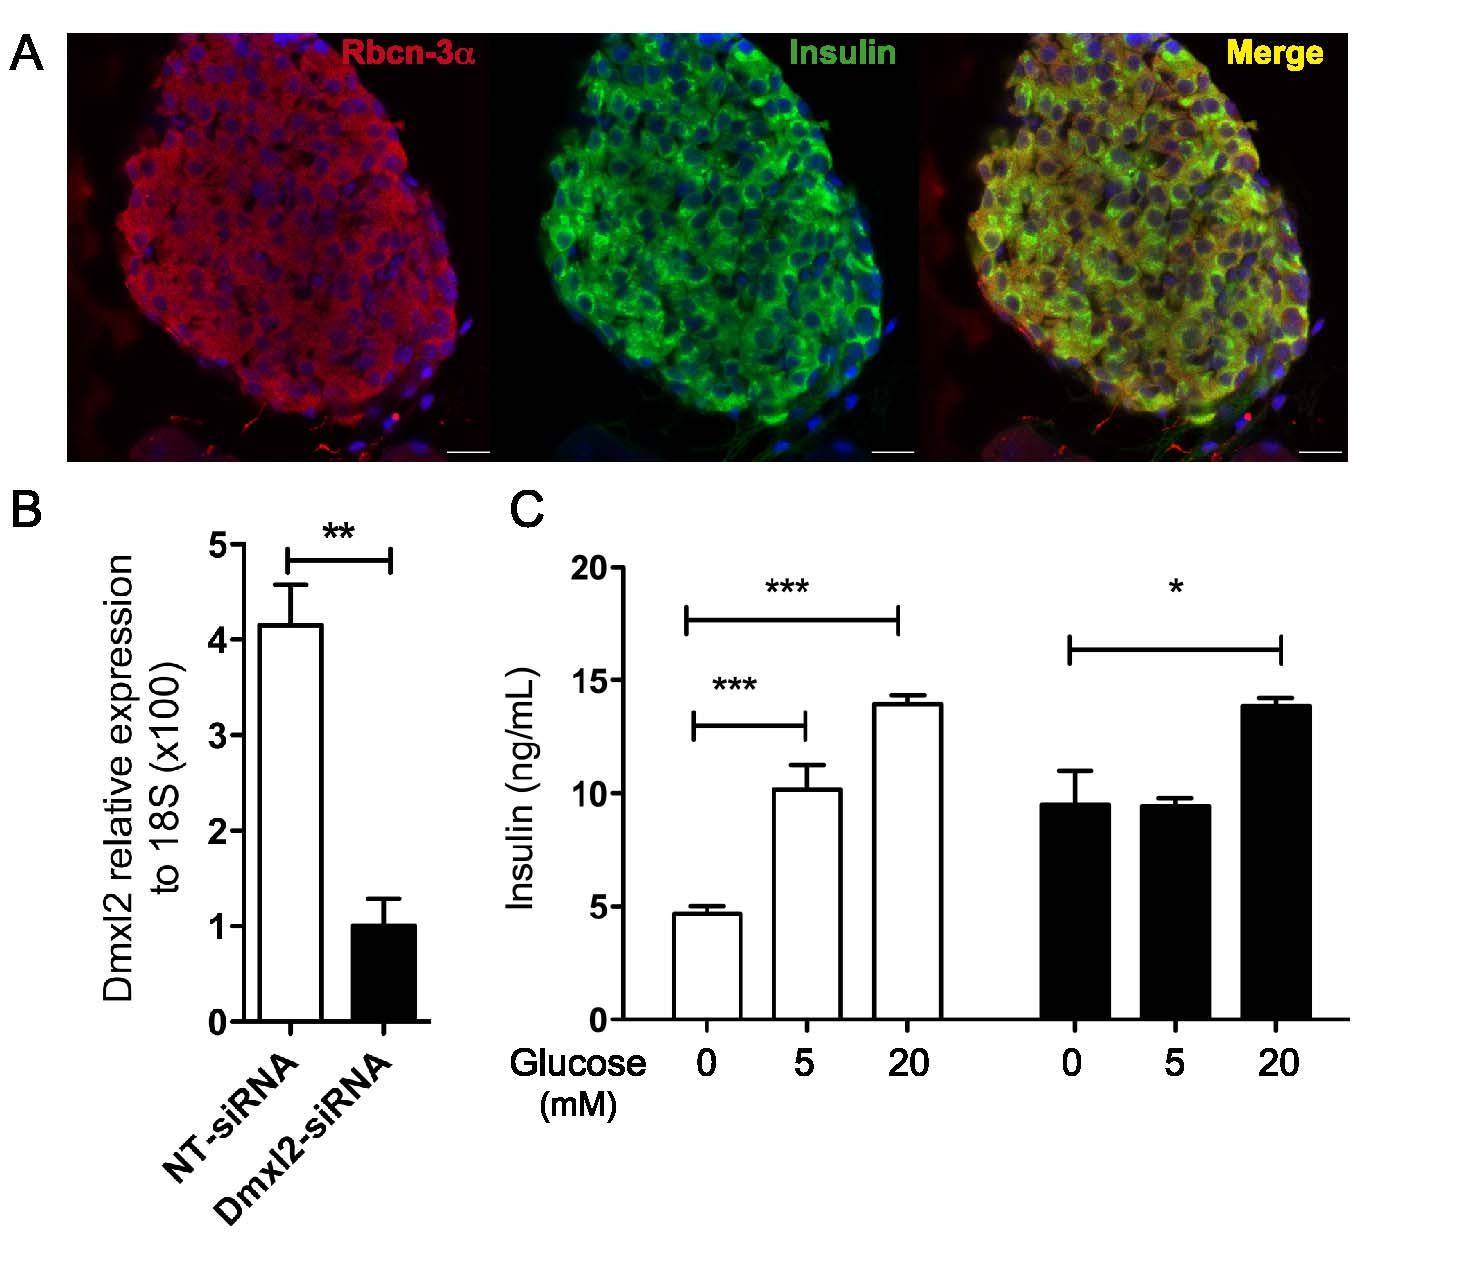 A
Rbcn-3α
Insulin
Merge
B
C
Dmxl2 relative expression
to 18S (x100)
5
4
3
2
1
0
**
NT-siRNA
Dmxl2-siRNA
Insulin (ng/mL)
20
15
10
5
0
***
***
*
Glucose
(mM)
0 5 20 0 5 20